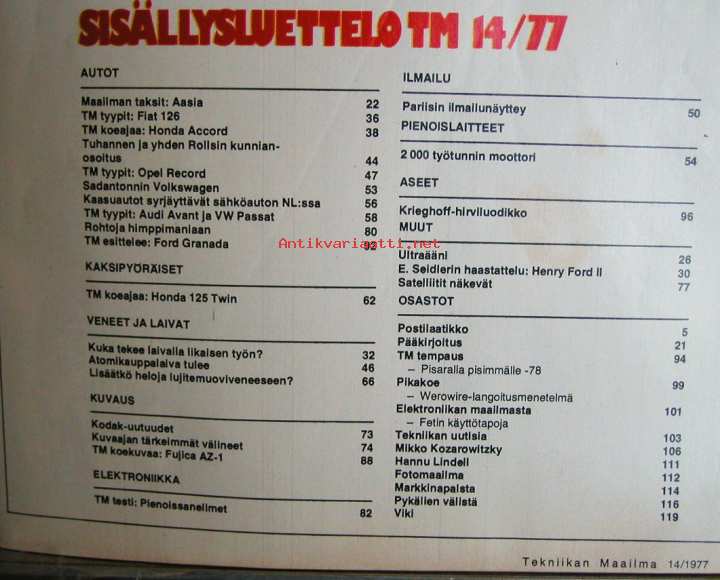 SISÄLLYSLUETTELO TM 14/77
AUTOT
Maailman taksit: Aasia 22
TM tyypit: Fiat 126 36
TM koeajaa: Honda Accord 38
Tuhannen ja yhden Rollsin kunnian-
osoitus 44
TM tyypit: Opel Record 47
Sadantonnin Volkswagen 53
Kaasuautot syrjäyttävät sähköauton NL:ssa 56
TM tyypit: Audi Avant ja VW Passat 58
Rohtoja himppimaniaan 80
TM esittelee: Ford Granada 92
KAKSIPYÖRÄISET
TM koeajaa: Honda 125 Twin 62
VENEET JA LAIVAT
Kuka tekee laivalla likaisen työn? 32
Atomikauppalaiva tulee 46
Lisäätkö heloja lujitemuoviveneeseen? 66
KUVAUS
Kodak-uutuudet 73
Kuvaajan tärkeimmät välineet 74
TM koekuvaa: Fujica AZ-1 88
ELEKTRONIIKKA
TM testi: Pienoissanelimet 82
ILMAILU
Pariisin ilmailunäyttey 50
PIENOISLAITTEET
2 000 työtunnin moottori 54
ASEET
Krieghoff-hirviluodikko 96
MUUT
Ultraääni 26
E. Seidlerin haastattelu: Henry Ford II 30
Satelliitit näkevät 77
OSASTOT
Postilaatikko 5
Pääkirjoitus 21
TM tempaus 94
– Pisaralla pisimmälle -78
Pikakoe 99
– Werowire-langoitusmenetelmä
Elektroniikan maailmasta 101
– Fetin käyttötapoja
Tekniikan uutisia 103
Mikko Kozarowitzky 106
Hannu Lindell 111
Fotomaailma 112
Markkinapalsta 114
Pykälien välistä 116
Viki 119
Antikvariaatti.net
Tekniikan Maailma 14/1977